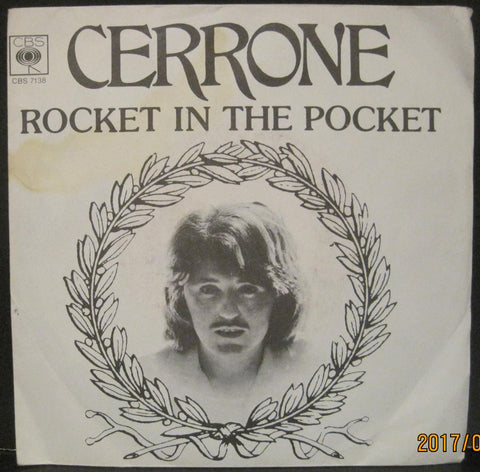 CBS
CBS 7138
CERRONE
ROCKET IN THE POCKET
2017/0